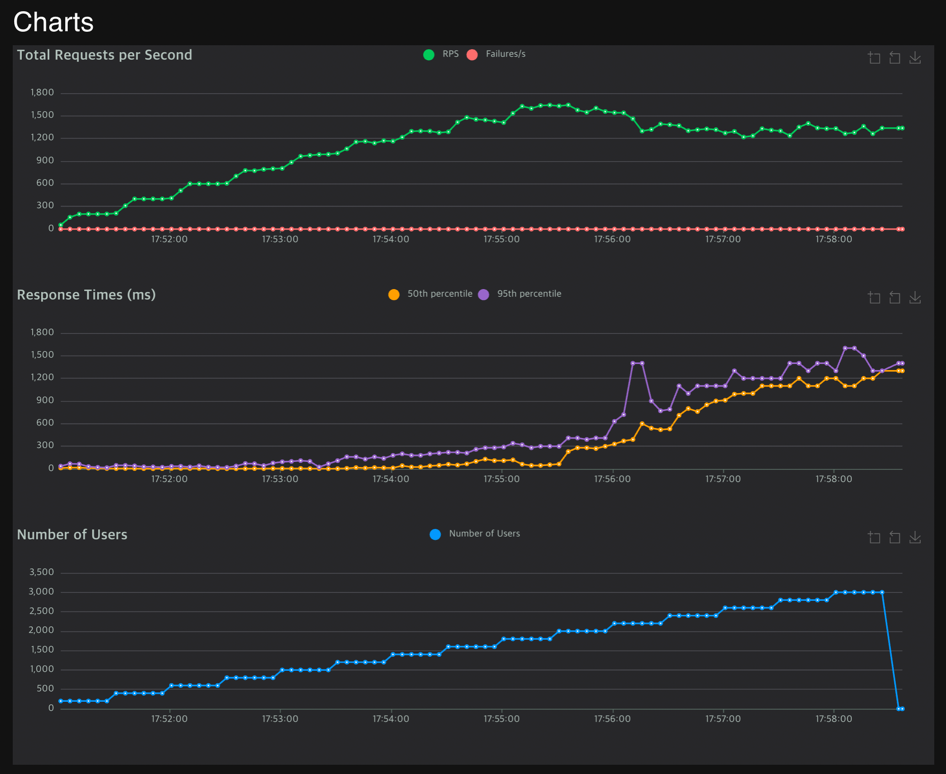 Charts
Total Requests per Second
RPS Failures/s
1,800
1,500
1,200
900
600
300
0
17:52:00 17:53:00 17:54:00 17:55:00 17:56:00 17:57:00 17:58:00
Response Times (ms)
50th percentile 95th percentile
1,800
1,500
1,200
900
600
300
0
17:52:00 17:53:00 17:54:00 17:55:00 17:56:00 17:57:00 17:58:00
Number of Users
Number of Users
3,500
3,000
2,500
2,000
1,500
1,000
500
0
17:52:00 17:53:00 17:54:00 17:55:00 17:56:00 17:57:00 17:58:00